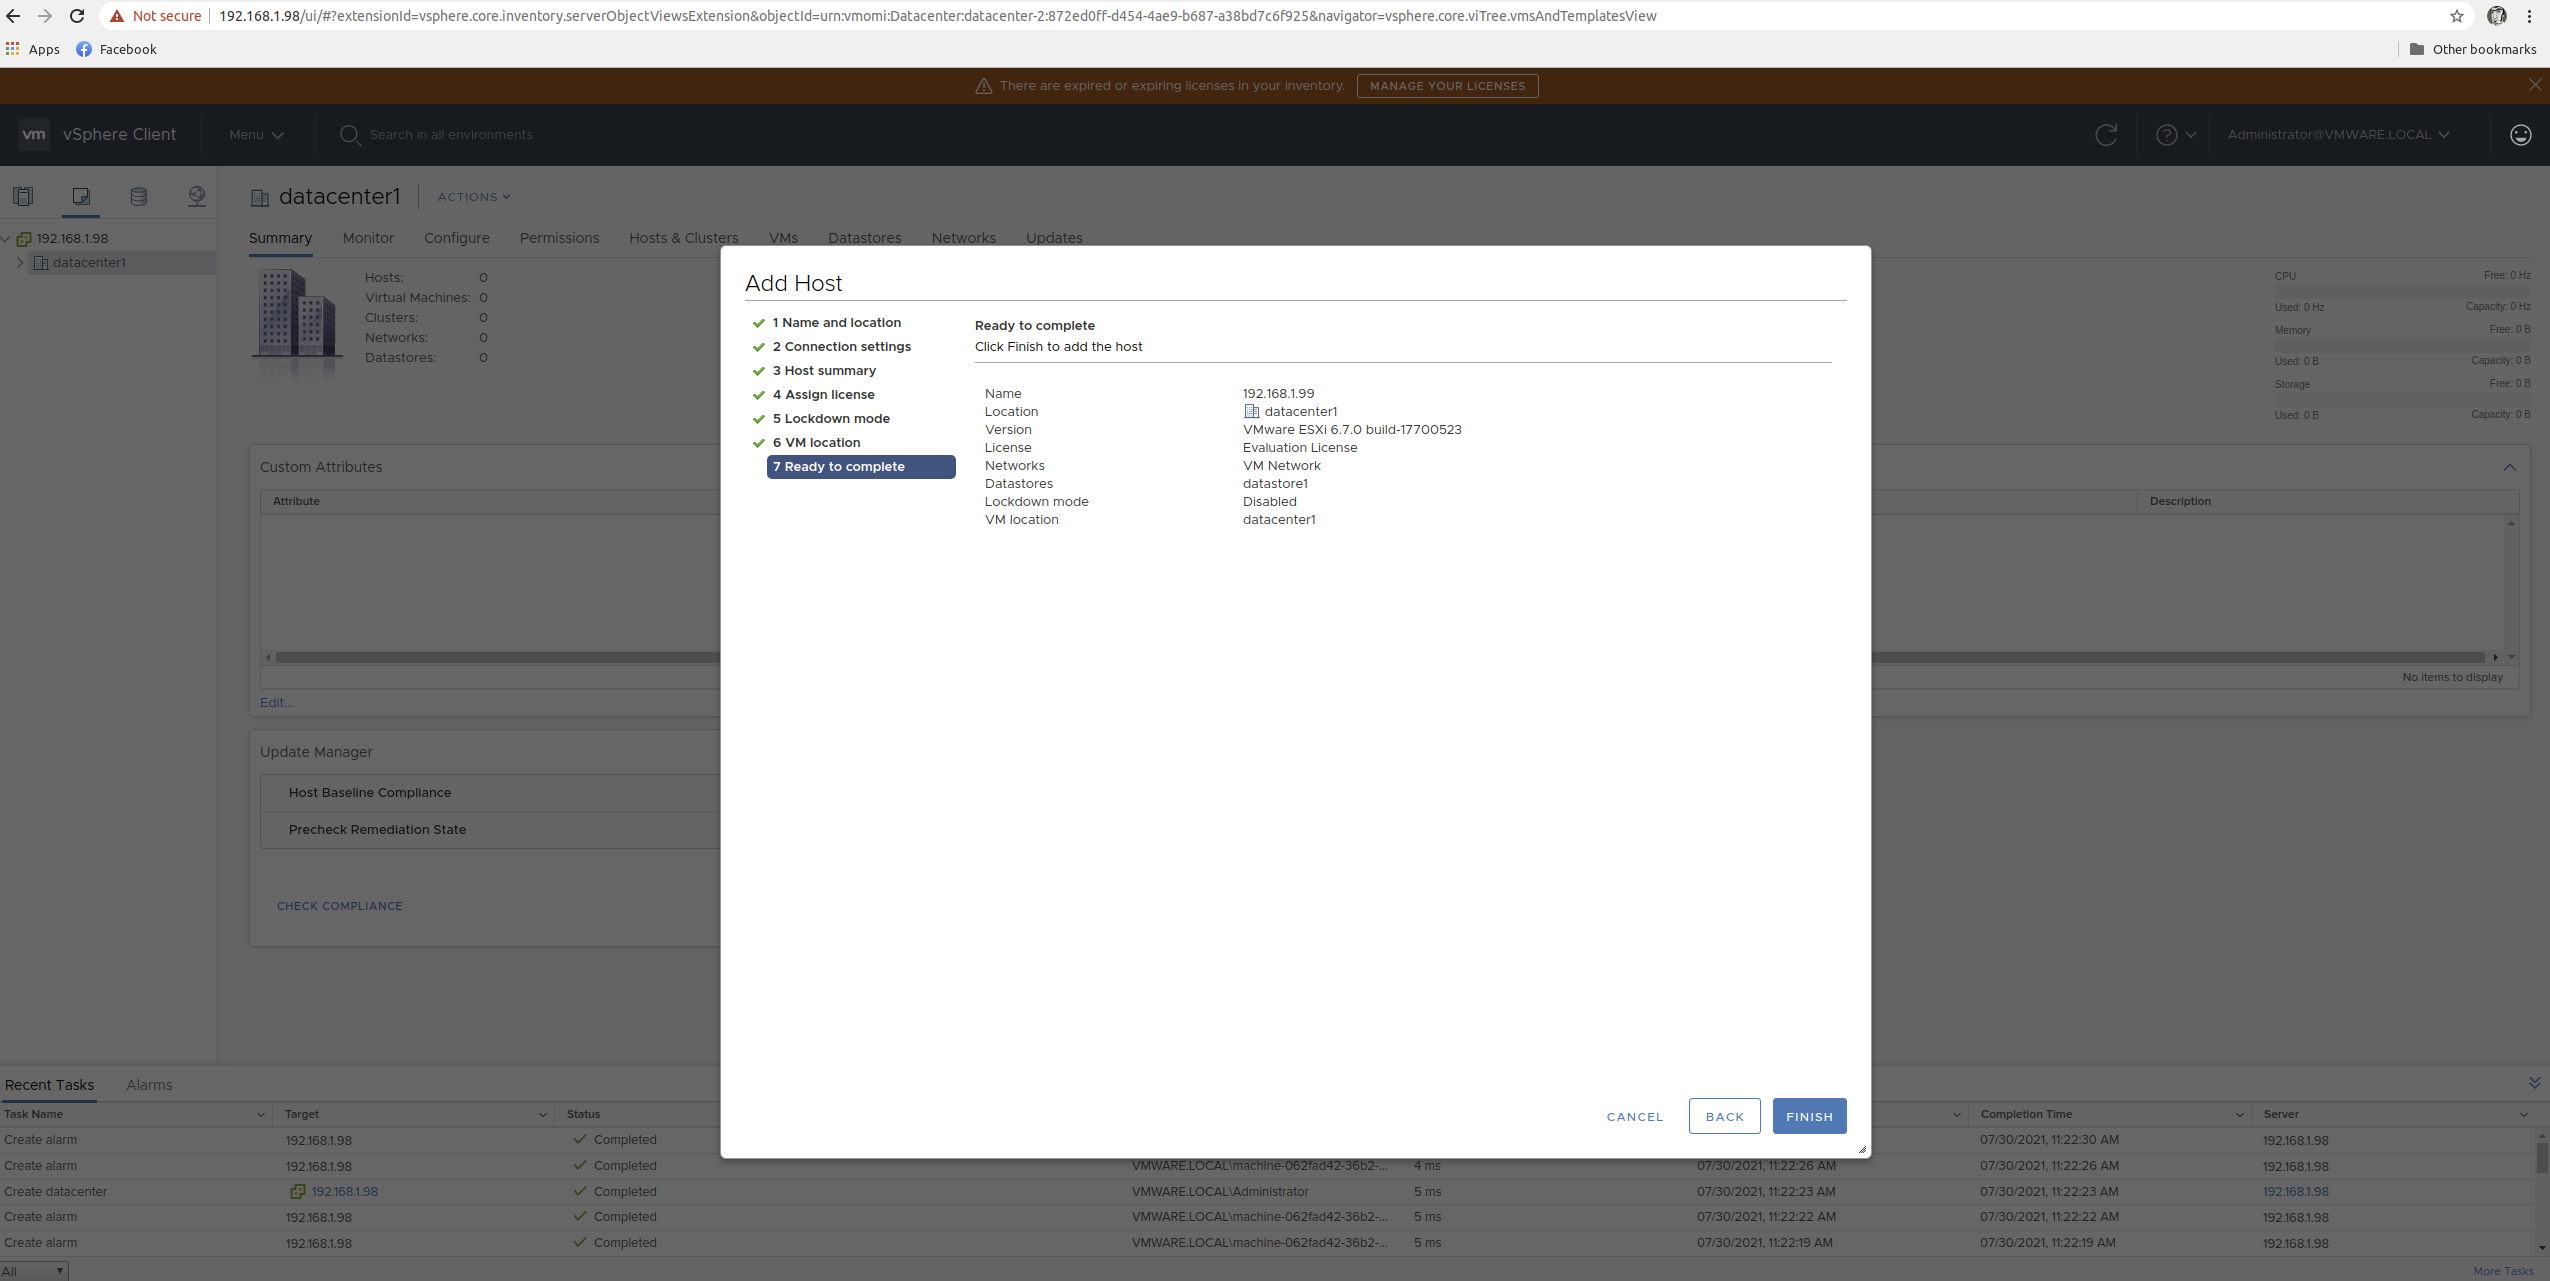 Not secure 192.168.1.98/ui/#?extensionId=vsphere.core.inventory.serverObjectViewsExtension&objectId=urn:vmomi:Datacenter:datacenter-2:872ed0ff-d454-4ae9-b687-a38bd7c6f925&navigator=vsphere.core.viTree.vmsAndTemplatesView
Apps Facebook Other bookmarks
There are expired or expiring licenses in your inventory. MANAGE YOUR LICENSES
vm vSphere Client Menu Search in all environments Administrator@VMWARE.LOCAL
datacenter1 ACTIONS
192.168.1.98
datacenter1
Summary Monitor Configure Permissions Hosts & Clusters VMs Datastores Networks Updates
Hosts: 0
Virtual Machines: 0
Clusters: 0
Networks: 0
Datastores: 0
CPU Free: 0 Hz
Used: 0 Hz Capacity: 0 Hz
Memory Free: 0 B
Used: 0 B Capacity: 0 B
Storage Free: 0 B
Used: 0 B Capacity: 0 B
Custom Attributes
Attribute Description
No items to display
Edit...
Update Manager
Host Baseline Compliance
Precheck Remediation State
CHECK COMPLIANCE
Add Host
1 Name and location
2 Connection settings
3 Host summary
4 Assign license
5 Lockdown mode
6 VM location
7 Ready to complete
Ready to complete
Click Finish to add the host
Name 192.168.1.99
Location datacenter1
Version VMware ESXi 6.7.0 build-17700523
License Evaluation License
Networks VM Network
Datastores datastore1
Lockdown mode Disabled
VM location datacenter1
CANCEL BACK FINISH
Recent Tasks Alarms
Task Name Target Status Completion Time Server
Create alarm 192.168.1.98 Completed 07/30/2021, 11:22:30 AM 192.168.1.98
Create alarm 192.168.1.98 Completed VMWARE.LOCAL\machine-062fad42-36b2-... 4 ms 07/30/2021, 11:22:26 AM 07/30/2021, 11:22:26 AM 192.168.1.98
Create datacenter 192.168.1.98 Completed VMWARE.LOCAL\Administrator 5 ms 07/30/2021, 11:22:23 AM 07/30/2021, 11:22:23 AM 192.168.1.98
Create alarm 192.168.1.98 Completed VMWARE.LOCAL\machine-062fad42-36b2-... 5 ms 07/30/2021, 11:22:22 AM 07/30/2021, 11:22:22 AM 192.168.1.98
Create alarm 192.168.1.98 Completed VMWARE.LOCAL\machine-062fad42-36b2-... 5 ms 07/30/2021, 11:22:19 AM 07/30/2021, 11:22:19 AM 192.168.1.98
All More Tasks